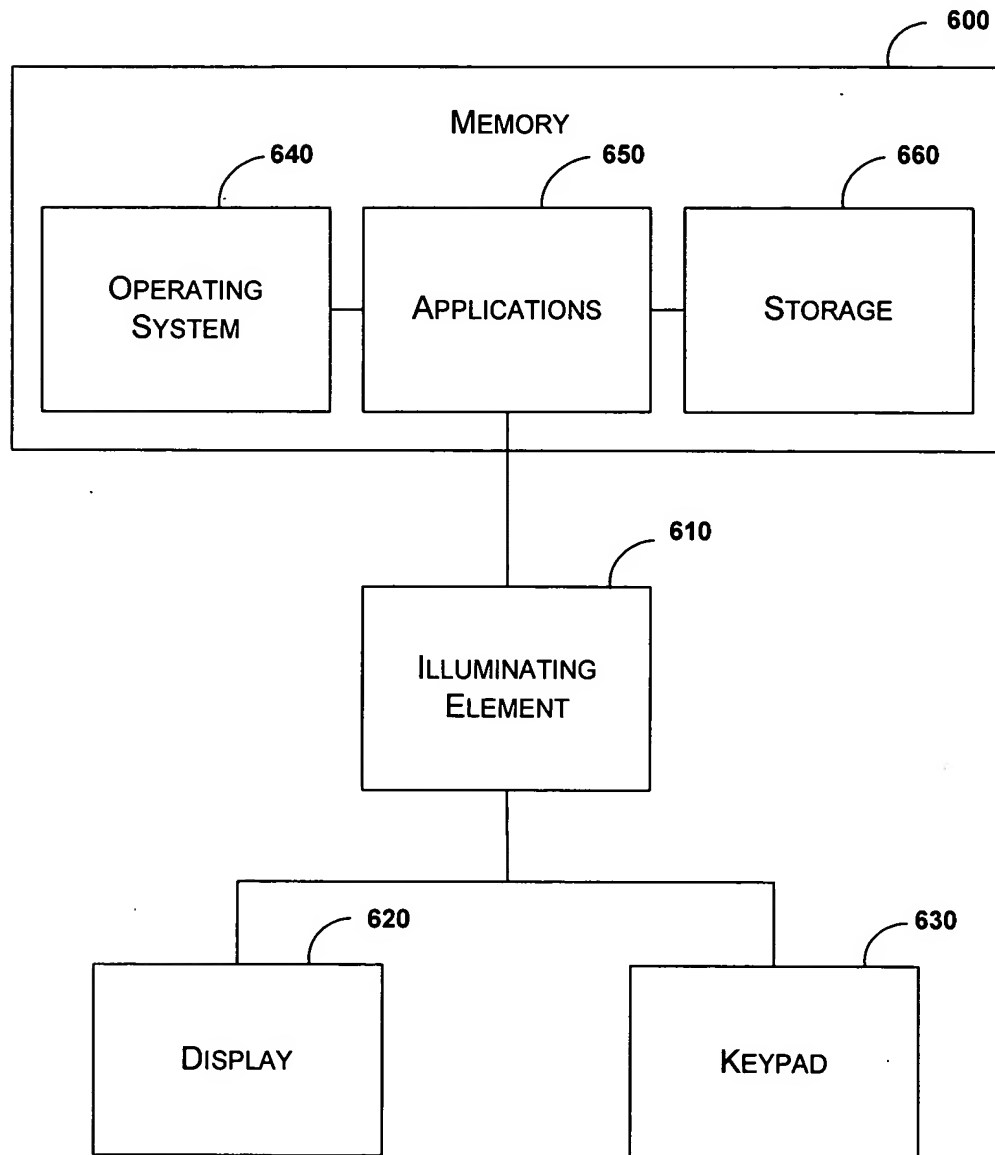 600
MEMORY
640
650
660
OPERATING
SYSTEM
APPLICATIONS
STORAGE
610
ILLUMINATING
ELEMENT
620
630
DISPLAY
KEYPAD